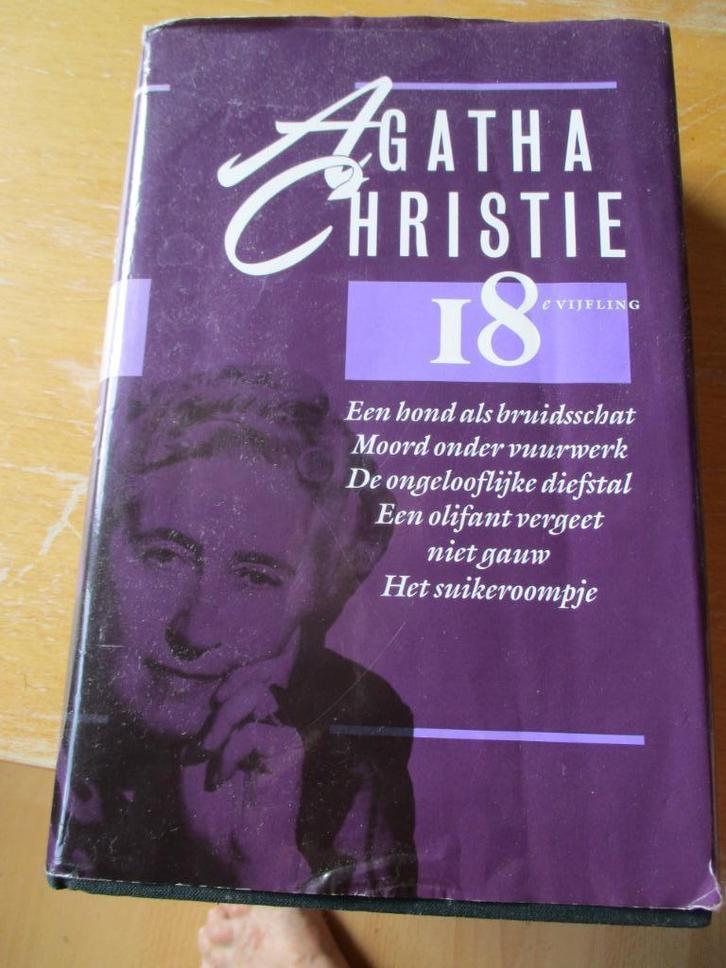 AGATHA
CHRISTIE
18e VIJFLING
Een hond als bruidsschat
Moord onder vuurwerk
De ongelooflijke diefstal
Een olifant vergeet
niet gauw
Het suikeroompje